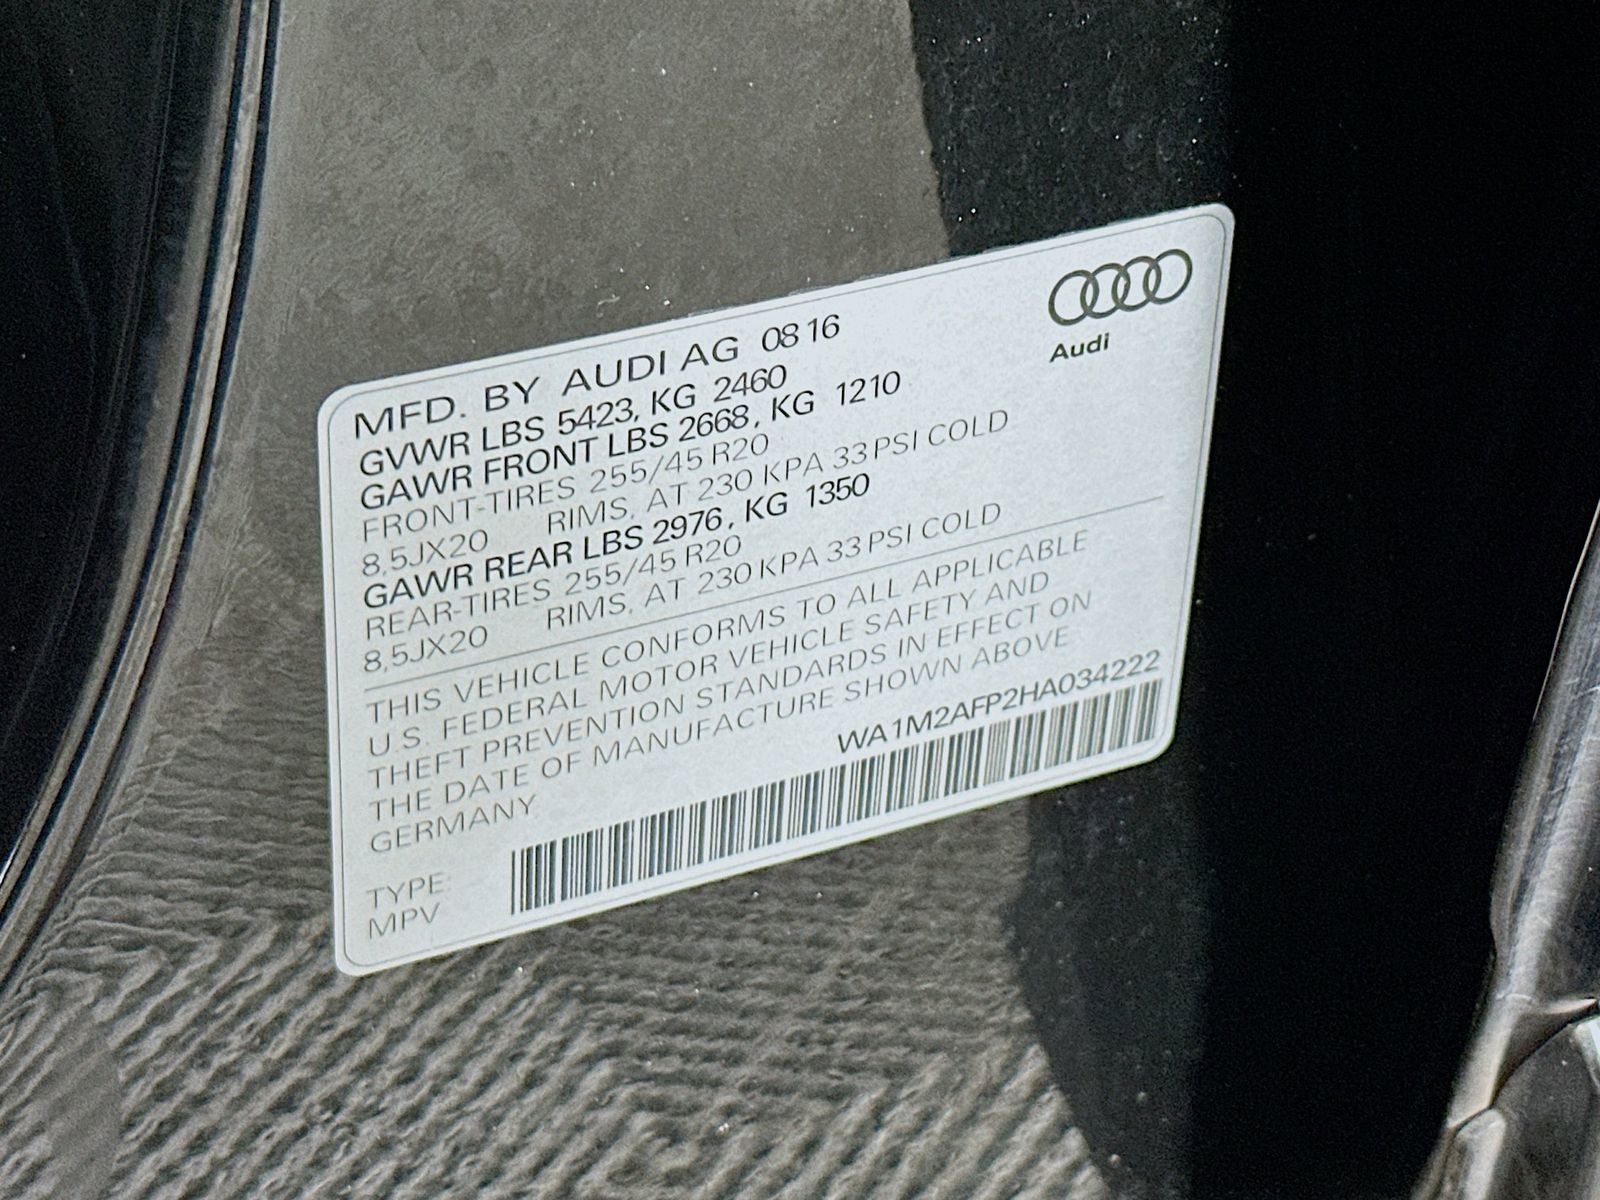 Audi
MFD. BY AUDI AG 0816
GVWR LBS 5423, KG 2460
GAWR FRONT LBS 2668, KG 1210
FRONT-TIRES 255/45 R20
8,5JX20 RIMS, AT 230 KPA 33 PSI COLD
GAWR REAR LBS 2976, KG 1350
REAR-TIRES 255/45 R20
8,5JX20 RIMS, AT 230 KPA 33 PSI COLD
THIS VEHICLE CONFORMS TO ALL APPLICABLE
U.S. FEDERAL MOTOR VEHICLE SAFETY AND
THEFT PREVENTION STANDARDS IN EFFECT ON
THE DATE OF MANUFACTURE SHOWN ABOVE
GERMANY
WA1M2AFP2HA034222
TYPE:
MPV